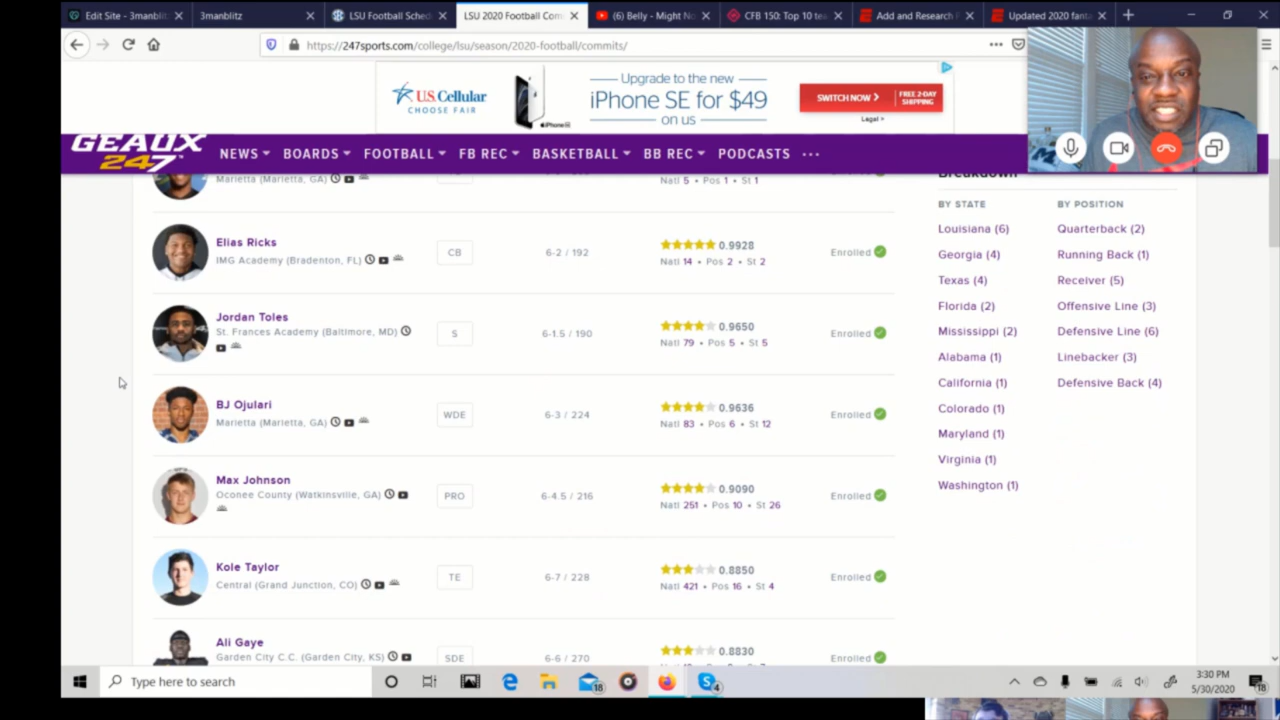 Edit Site - 3manblitz
3manblitz
LSU Football Sched
LSU 2020 Football Com
(6) Belly - Might No
CFB 150: Top 10 te
Add and Research F
Updated 2020 fanta
https://247sports.com/college/lsu/season/2020-football/commits/
U.S. Cellular
CHOOSE FAIR
Upgrade to the new
iPhone SE for $49
on us
iPhone SE
SWITCH NOW
FREE 2-DAY
SHIPPING
Legal >
GEAUX
247
NEWS
BOARDS
FOOTBALL
FB REC
BASKETBALL
BB REC
PODCASTS
Marietta (Marietta, GA)
Natl 5 • Pos 1 • St 1
Elias Ricks
IMG Academy (Bradenton, FL)
CB
6-2 / 192
0.9928
Natl 14 • Pos 2 • St 2
Enrolled
Jordan Toles
St. Frances Academy (Baltimore, MD)
S
6-1.5 / 190
0.9650
Natl 79 • Pos 5 • St 5
Enrolled
BJ Ojulari
Marietta (Marietta, GA)
WDE
6-3 / 224
0.9636
Natl 83 • Pos 6 • St 12
Enrolled
Max Johnson
Oconee County (Watkinsville, GA)
PRO
6-4.5 / 216
0.9090
Natl 251 • Pos 10 • St 26
Enrolled
Kole Taylor
Central (Grand Junction, CO)
TE
6-7 / 228
0.8850
Natl 421 • Pos 16 • St 4
Enrolled
Ali Gaye
Garden City C.C. (Garden City, KS)
SDE
6-6 / 270
0.8830
Enrolled
Breakdown
BY STATE
Louisiana (6)
Georgia (4)
Texas (4)
Florida (2)
Mississippi (2)
Alabama (1)
California (1)
Colorado (1)
Maryland (1)
Virginia (1)
Washington (1)
BY POSITION
Quarterback (2)
Running Back (1)
Receiver (5)
Offensive Line (3)
Defensive Line (6)
Linebacker (3)
Defensive Back (4)
Type here to search
18
4
3:30 PM
5/30/2020
18